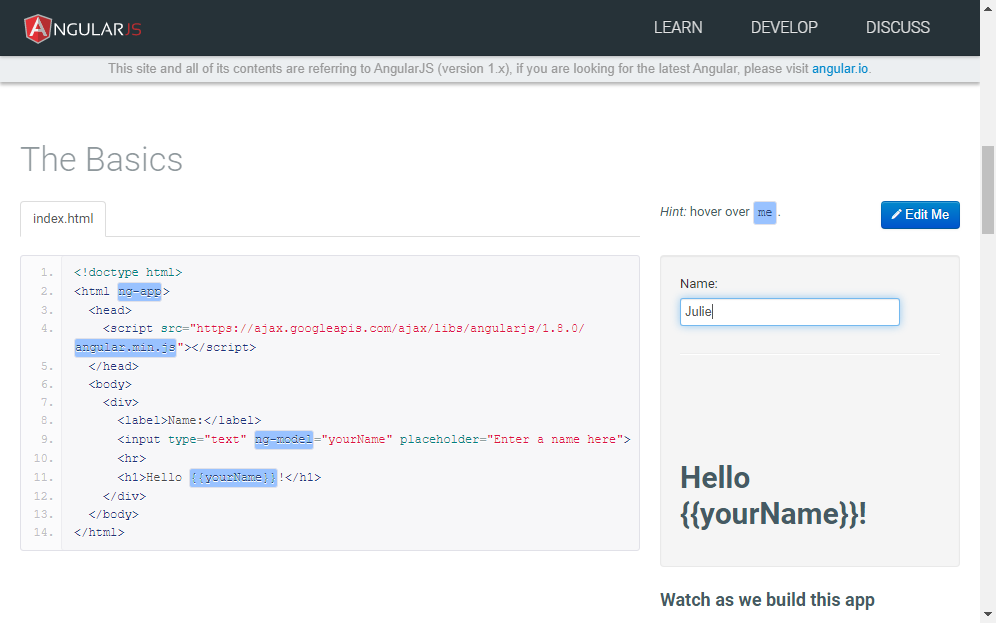 ANGULARJS
LEARN DEVELOP DISCUSS
This site and all of its contents are referring to AngularJS (version 1.x), if you are looking for the latest Angular, please visit angular.io.
The Basics
index.html
Hint: hover over me .
Edit Me
1. <!doctype html>
2. <html ng-app>
3. <head>
4. <script src="https://ajax.googleapis.com/ajax/libs/angularjs/1.8.0/
angular.min.js"></script>
5. </head>
6. <body>
7. <div>
8. <label>Name:</label>
9. <input type="text" ng-model="yourName" placeholder="Enter a name here">
10. <hr>
11. <h1>Hello {{yourName}}!</h1>
12. </div>
13. </body>
14. </html>
Name:
Julie
Hello
{{yourName}}!
Watch as we build this app